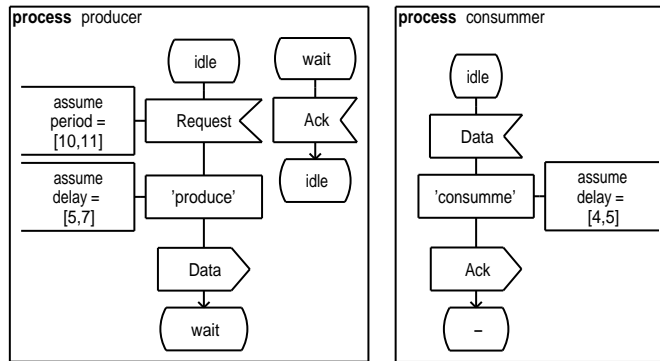 process producer
idle
wait
assume
period =
[10,11]
Request
Ack
assume
delay =
[5,7]
'produce'
idle
Data
wait
process consummer
idle
Data
'consumme'
assume
delay =
[4,5]
Ack
–